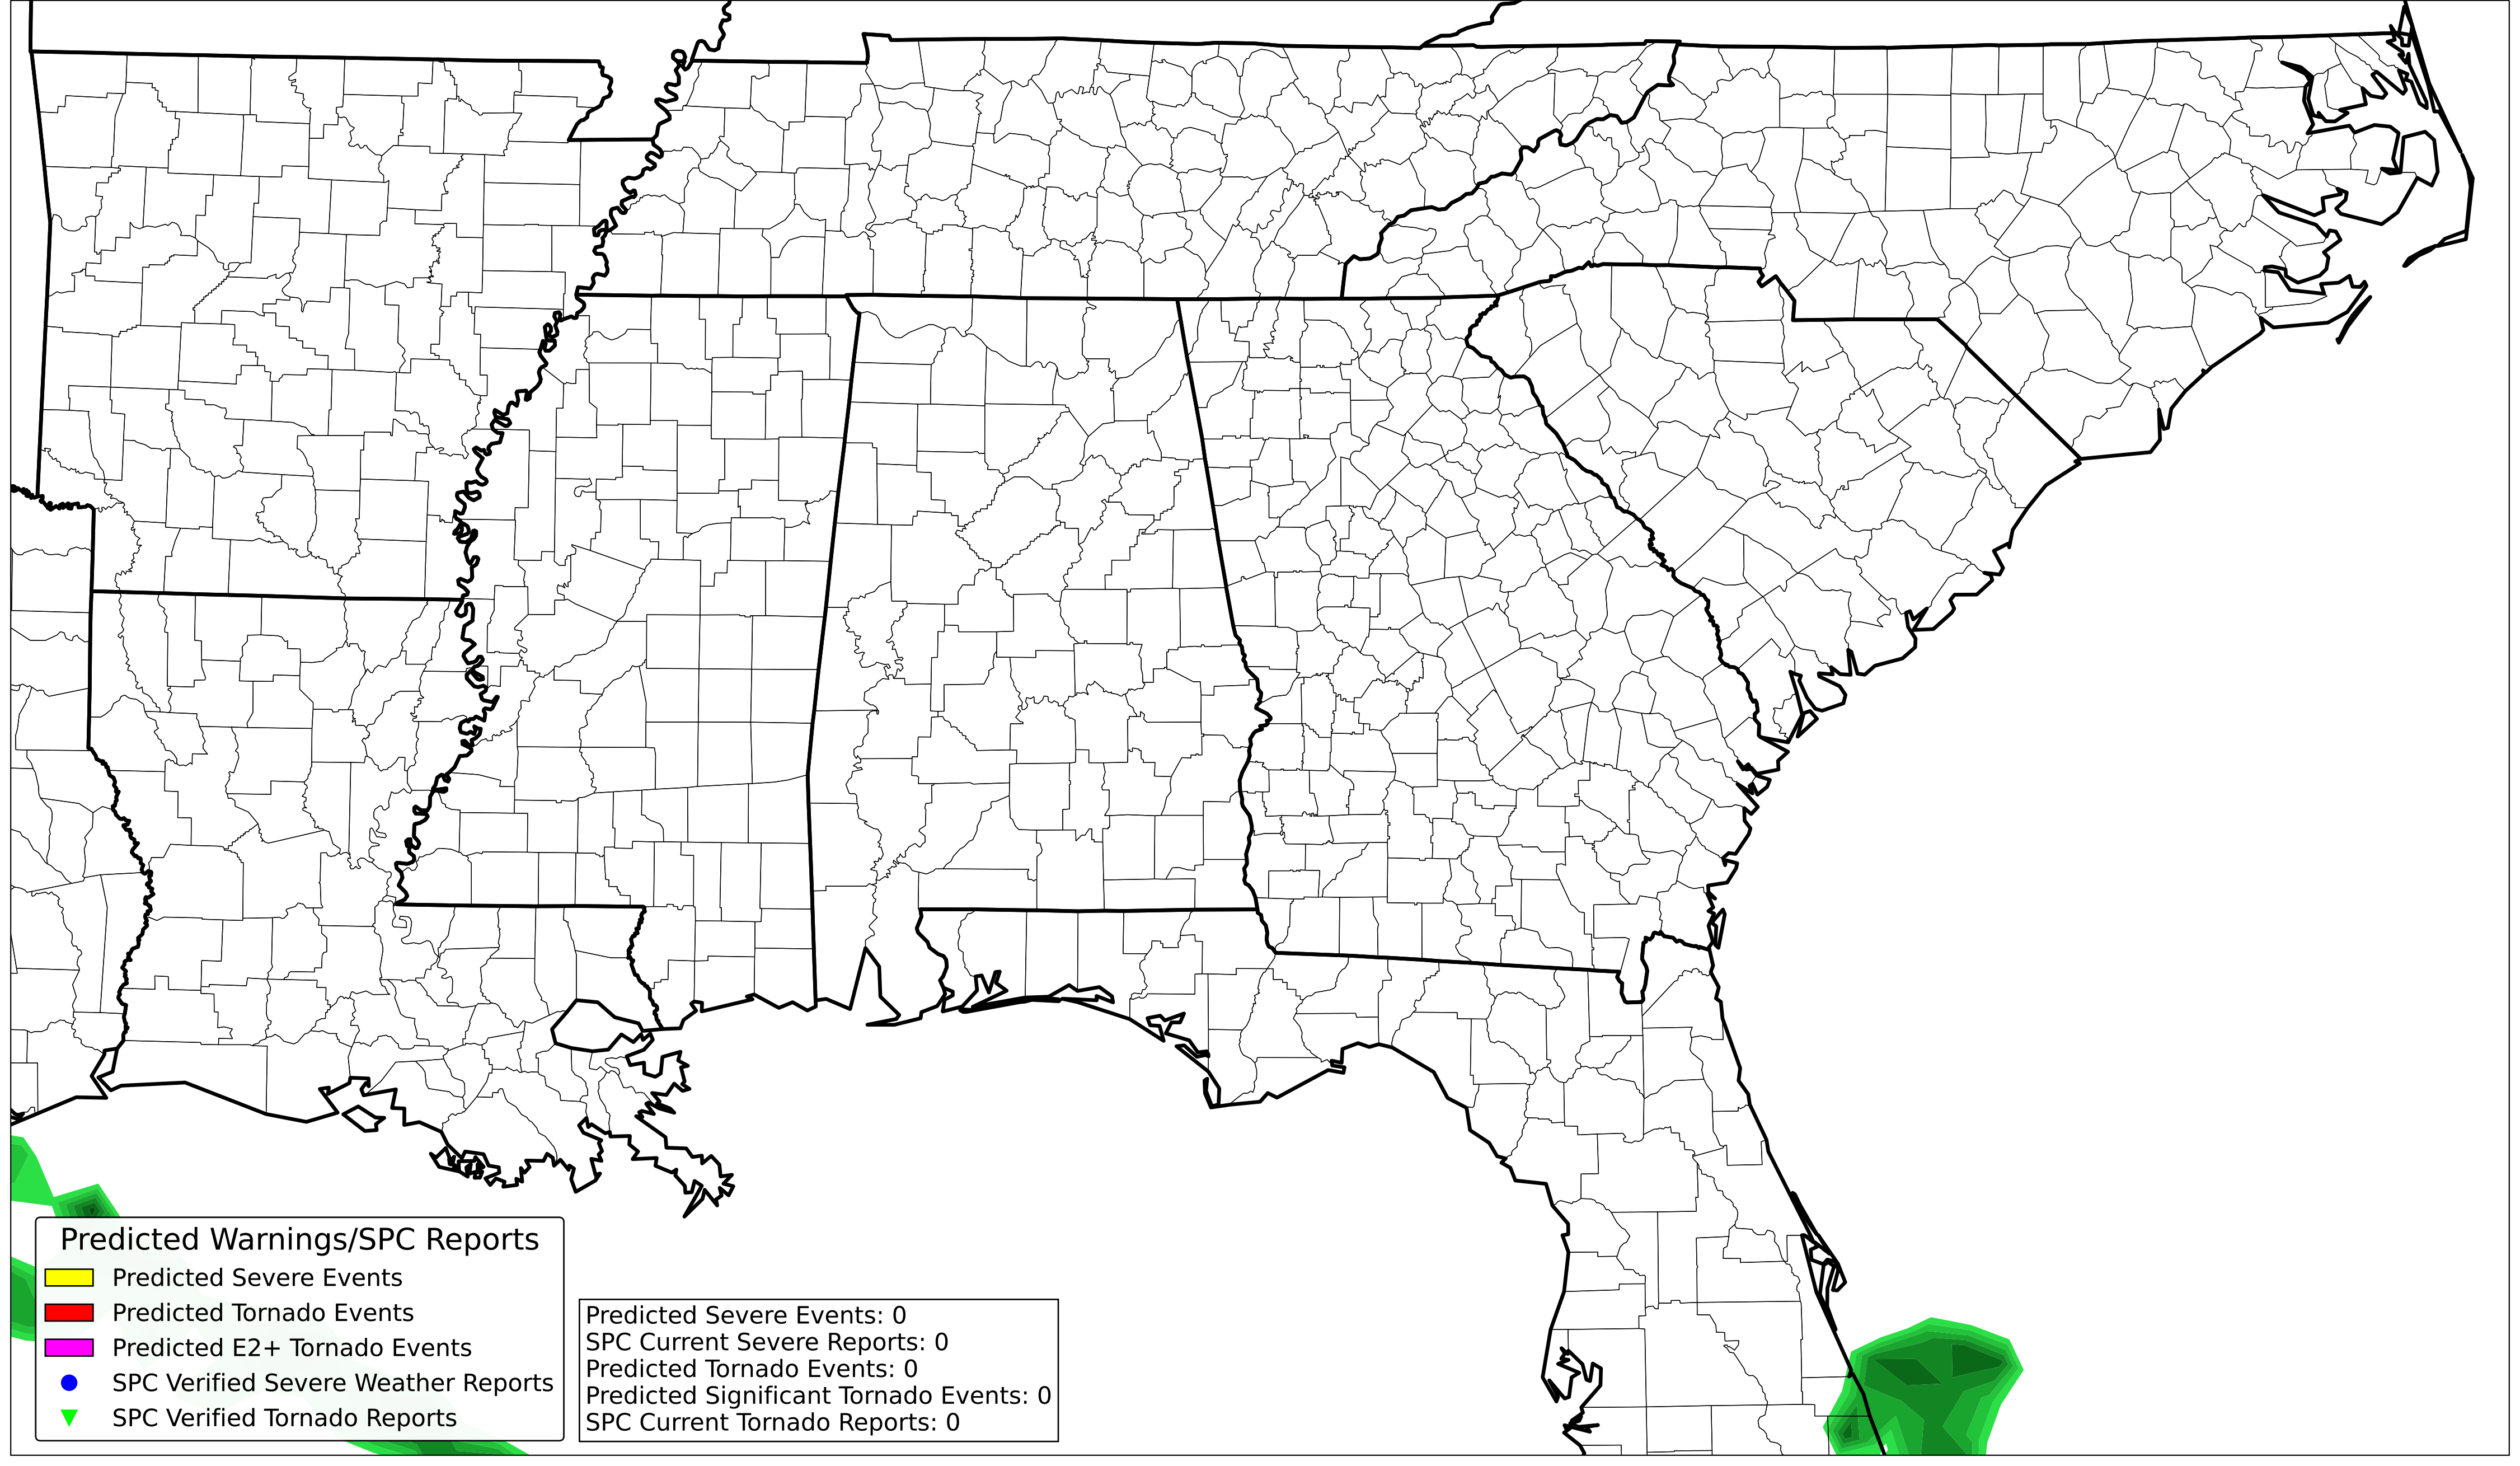 Predicted Warnings/SPC Reports
Predicted Severe Events
Predicted Tornado Events
Predicted E2+ Tornado Events
SPC Verified Severe Weather Reports
SPC Verified Tornado Reports
Predicted Severe Events: 0
SPC Current Severe Reports: 0
Predicted Tornado Events: 0
Predicted Significant Tornado Events: 0
SPC Current Tornado Reports: 0